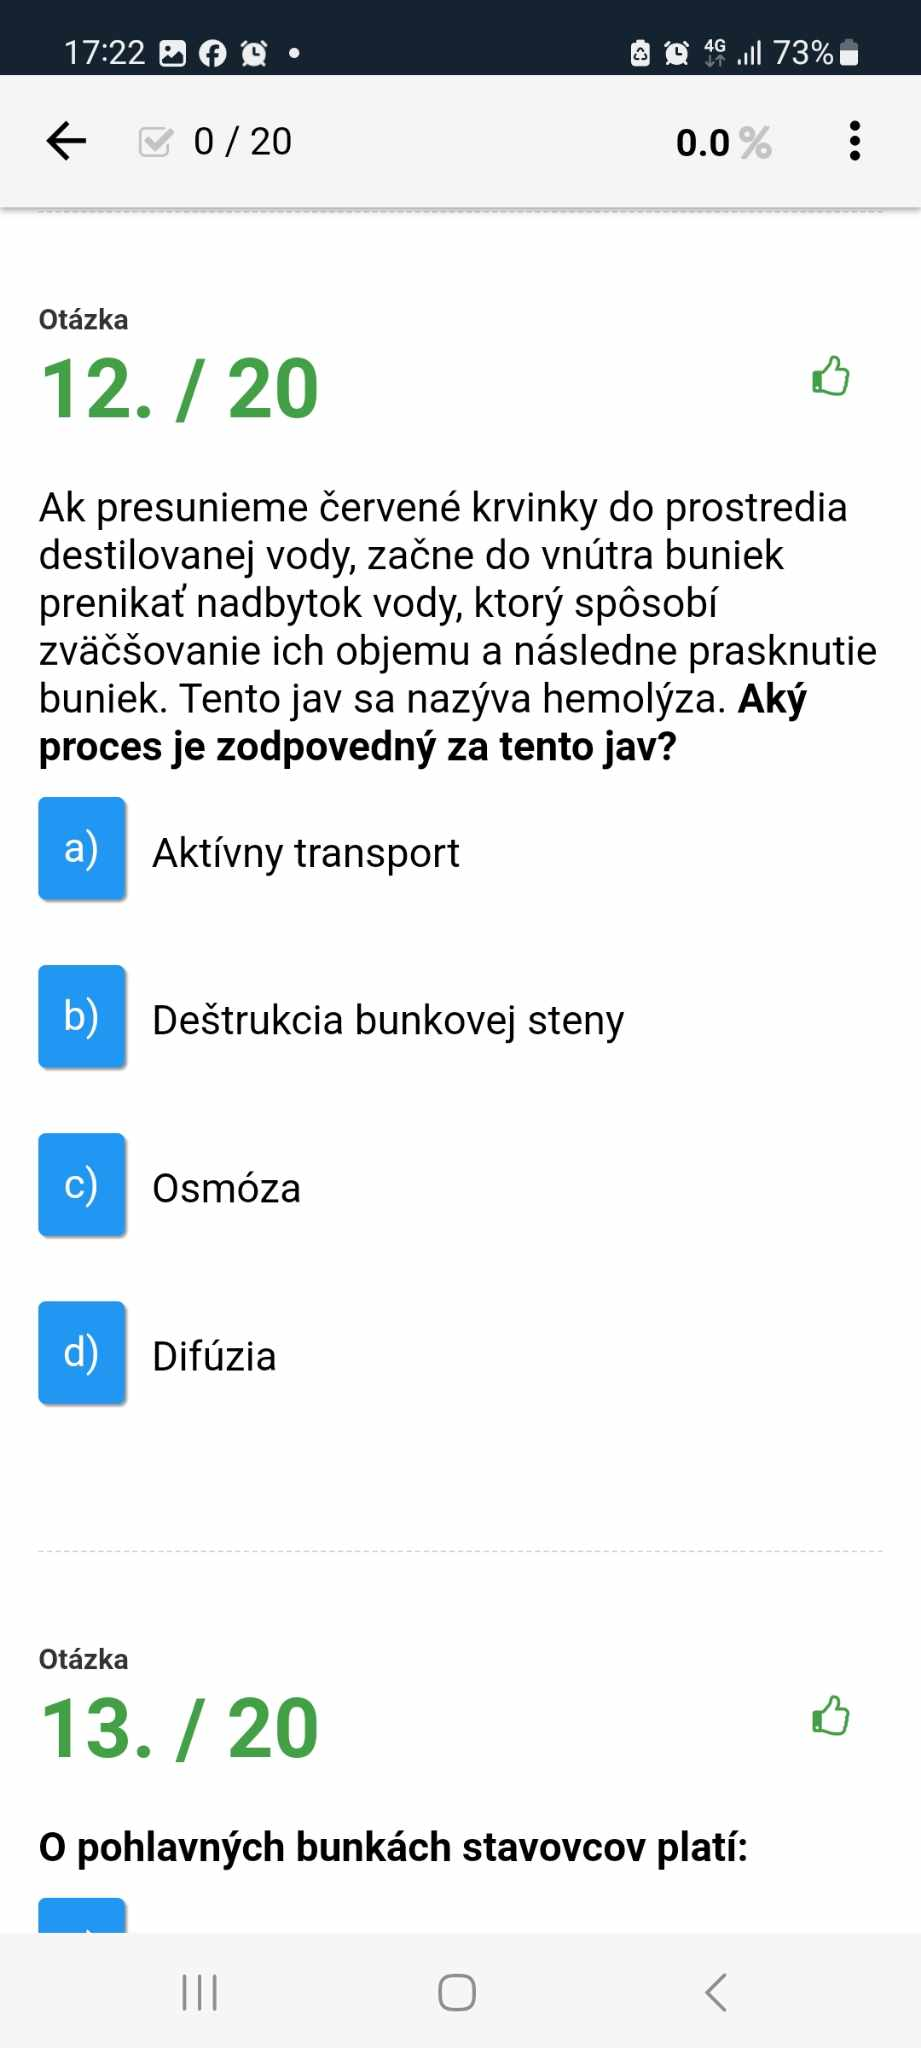 17:22
4G
73%
0 / 20
0.0 %
Otázka
12. / 20
Ak presunieme červené krvinky do prostredia
destilovanej vody, začne do vnútra buniek
prenikať nadbytok vody, ktorý spôsobí
zväčšovanie ich objemu a následne prasknutie
buniek. Tento jav sa nazýva hemolýza. Aký
proces je zodpovedný za tento jav?
a) Aktívny transport
b) Deštrukcia bunkovej steny
c) Osmóza
d) Difúzia
Otázka
13. / 20
O pohlavných bunkách stavovcov platí: